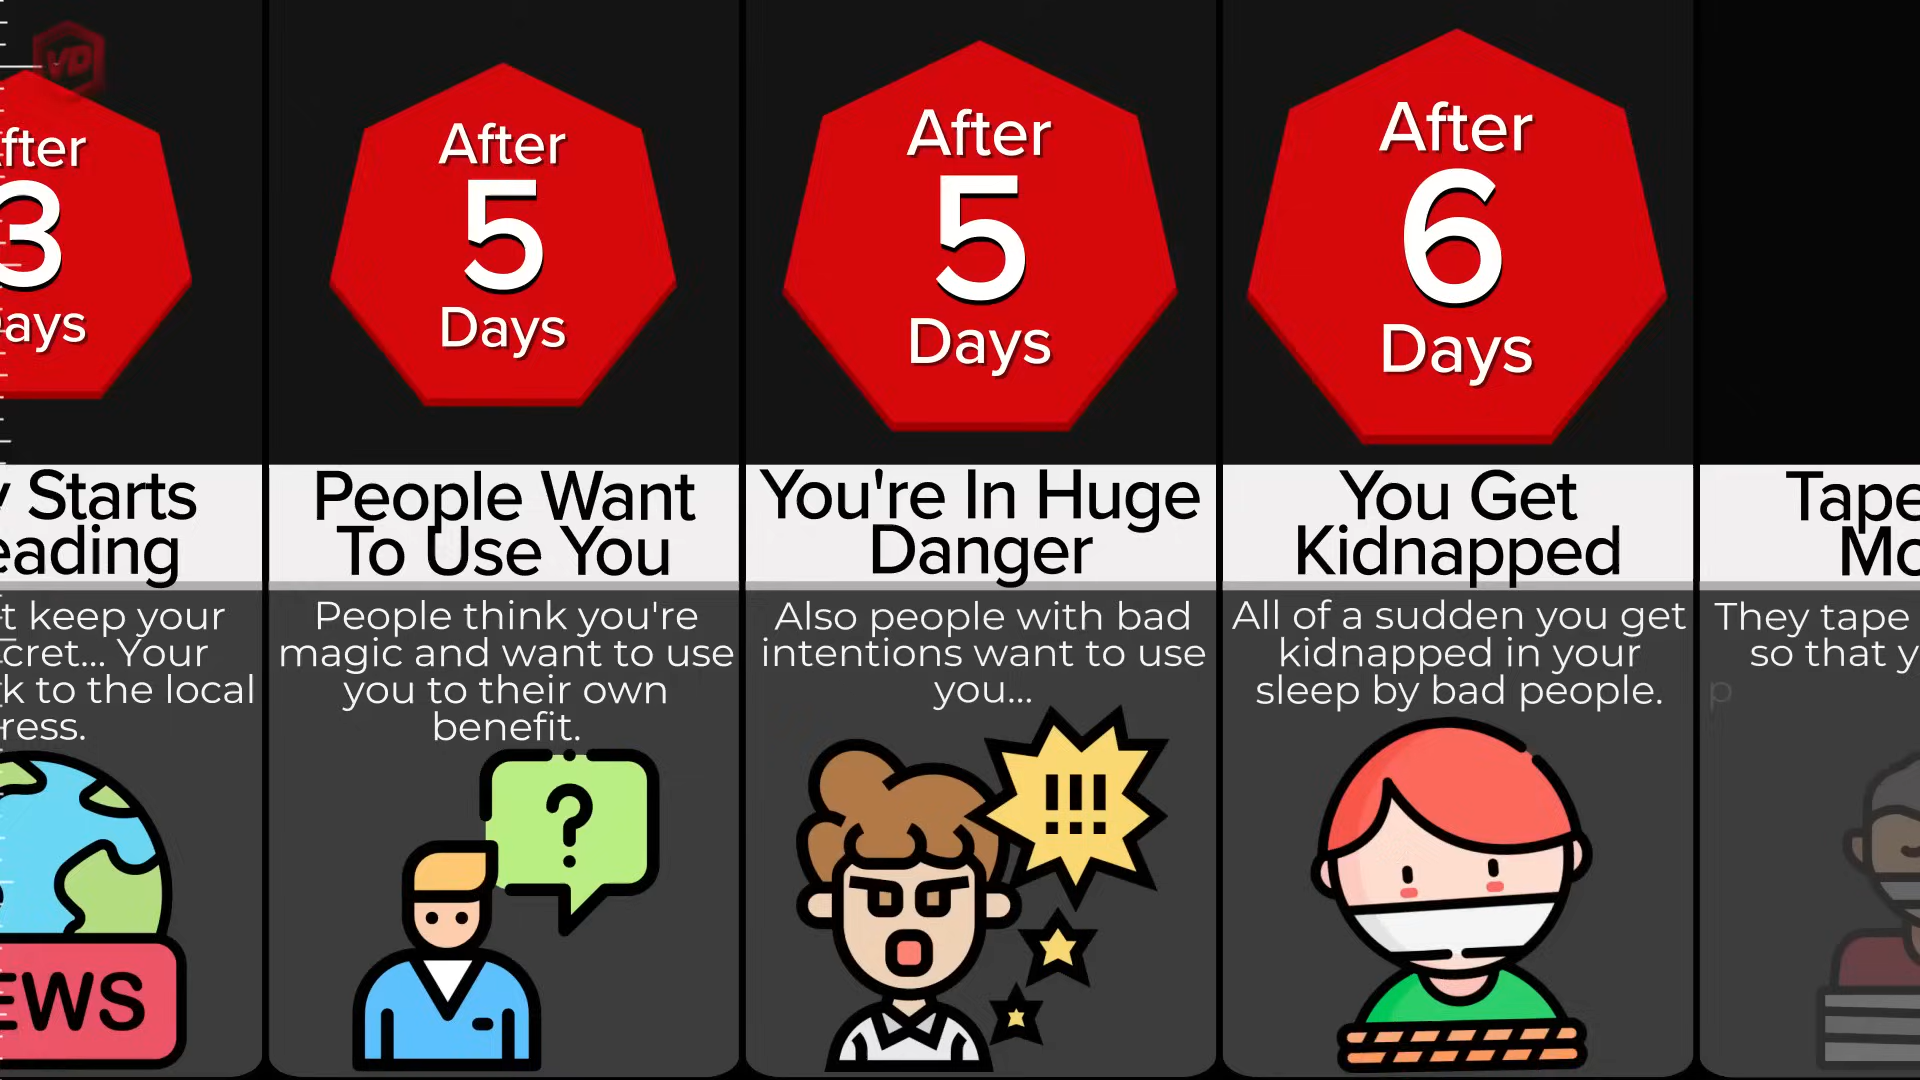 VD
fter
3
ays
Starts
eading
t keep your
cret... Your
k to the local
ress.
EWS
After
5
Days
People Want
To Use You
People think you're
magic and want to use
you to their own
benefit.
?
After
5
Days
You're In Huge
Danger
Also people with bad
intentions want to use
you...
!!!
After
6
Days
You Get
Kidnapped
All of a sudden you get
kidnapped in your
sleep by bad people.
Tape
Mo
They tape
so that y
p